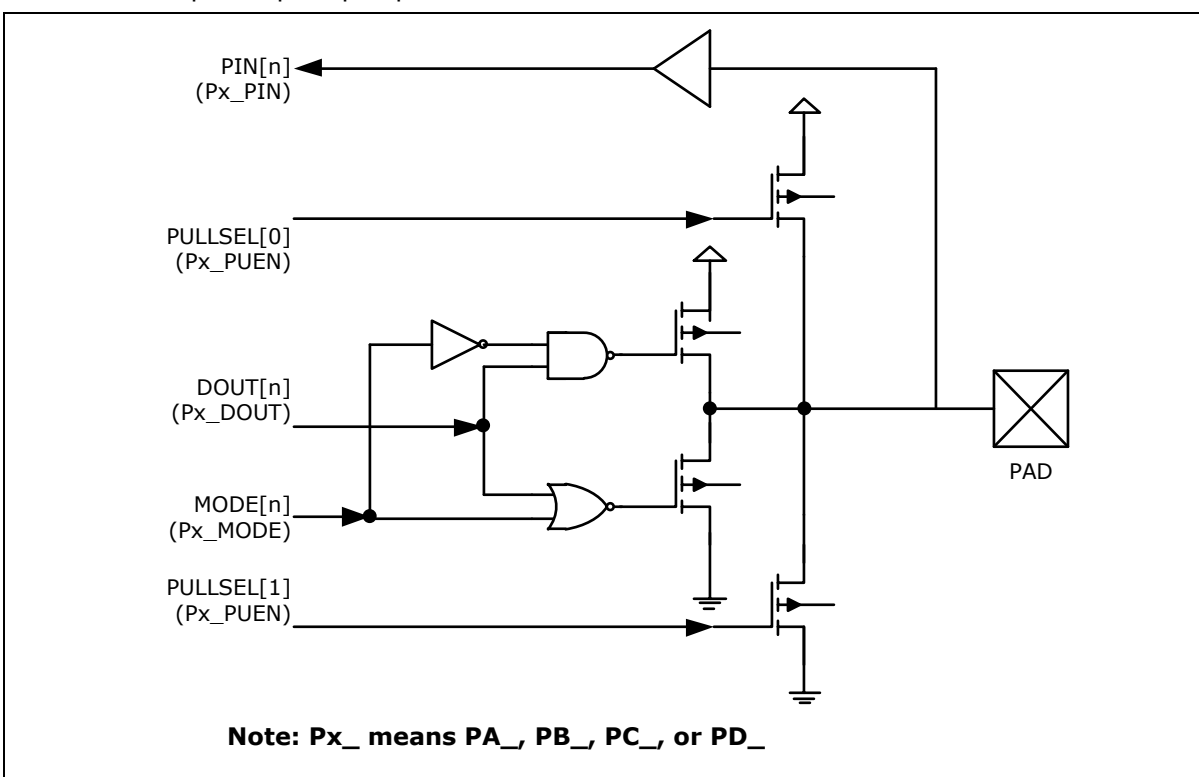 PIN[n]
(Px_PIN)
PULLSEL[0]
(Px_PUEN)
DOUT[n]
(Px_DOUT)
MODE[n]
(Px_MODE)
PULLSEL[1]
(Px_PUEN)
PAD
Note: Px_ means PA_, PB_, PC_, or PD_